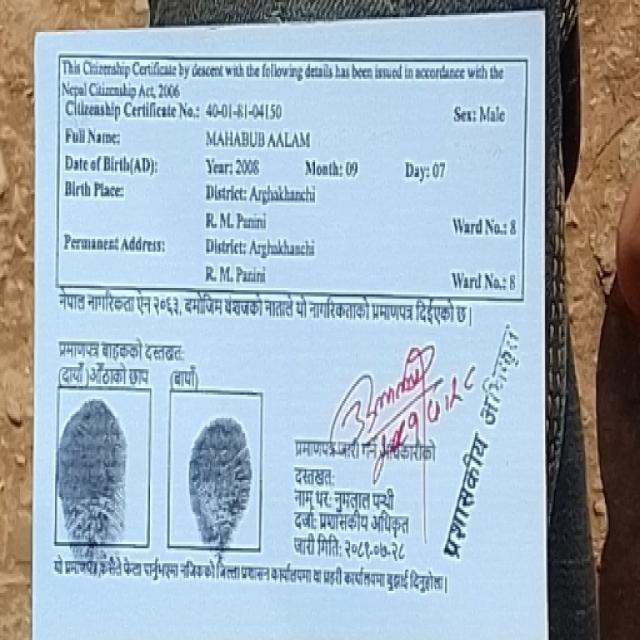 This Citizenship Certificate by descent with the following details has been issued in accordance with the
Nepal Citizenship Act, 2006
Citizenship Certificate No.: 40-01-81-04150 Sex: Male
Full Name: MAHABUB AALAM
Date of Birth(AD): Year: 2008 Month: 09 Day: 07
Birth Place: District: Arghakhanchi
R. M. Panini Ward No.: 8
Permanent Address: District: Arghakhanchi
R. M. Panini Ward No.: 8
नेपाल नागरिकता ऐन २०६३, बमोजिम वंशजको नाताले यो नागरिकताको प्रमाणपत्र दिईएको छ।
प्रमाणपत्र वाहकको दस्तखत:
(दायाँ) औंठाको छाप (बायाँ)
प्रमाणपत्र जारी गर्ने अधिकारीको
दस्तखत:
नाम थर: नुमलाल पन्थी
दर्जा: प्रशासकीय अधिकृत
जारी मिति: २०८१.०७.२८
प्रशासकीय अधिकृत
यो प्रमाणपत्र कसैले फेला पार्नुभएमा नजिकको जिल्ला प्रशासन कार्यालयमा वा प्रहरी कार्यालयमा बुझाई दिनुहोला।